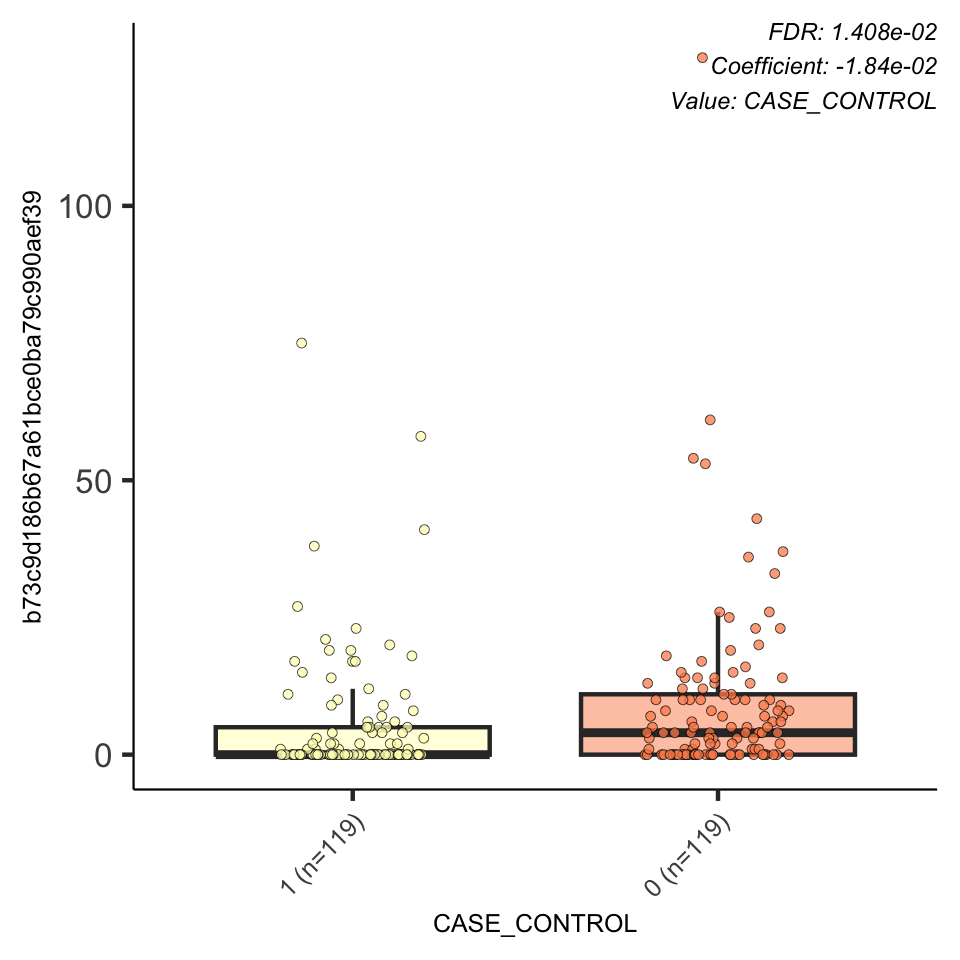 FDR: 1.408e-02
Coefficient: -1.84e-02
Value: CASE_CONTROL
b73c9d186b67a61bce0ba79c990aef39
100
50
0
1 (n=119)
0 (n=119)
CASE_CONTROL